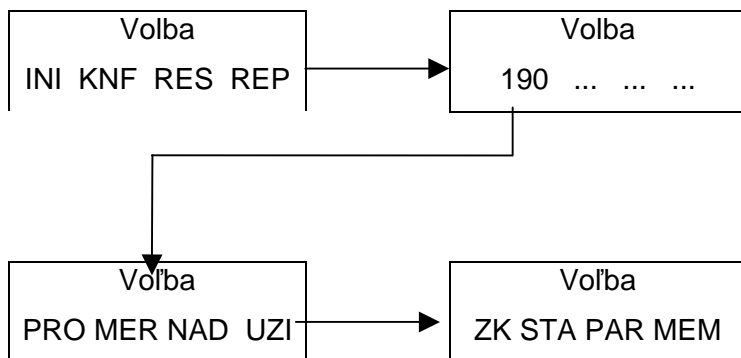 Volba
INI KNF RES REP
Volba
190 ... ... ...
Voľba
PRO MER NAD UZI
Voľba
ZK STA PAR MEM